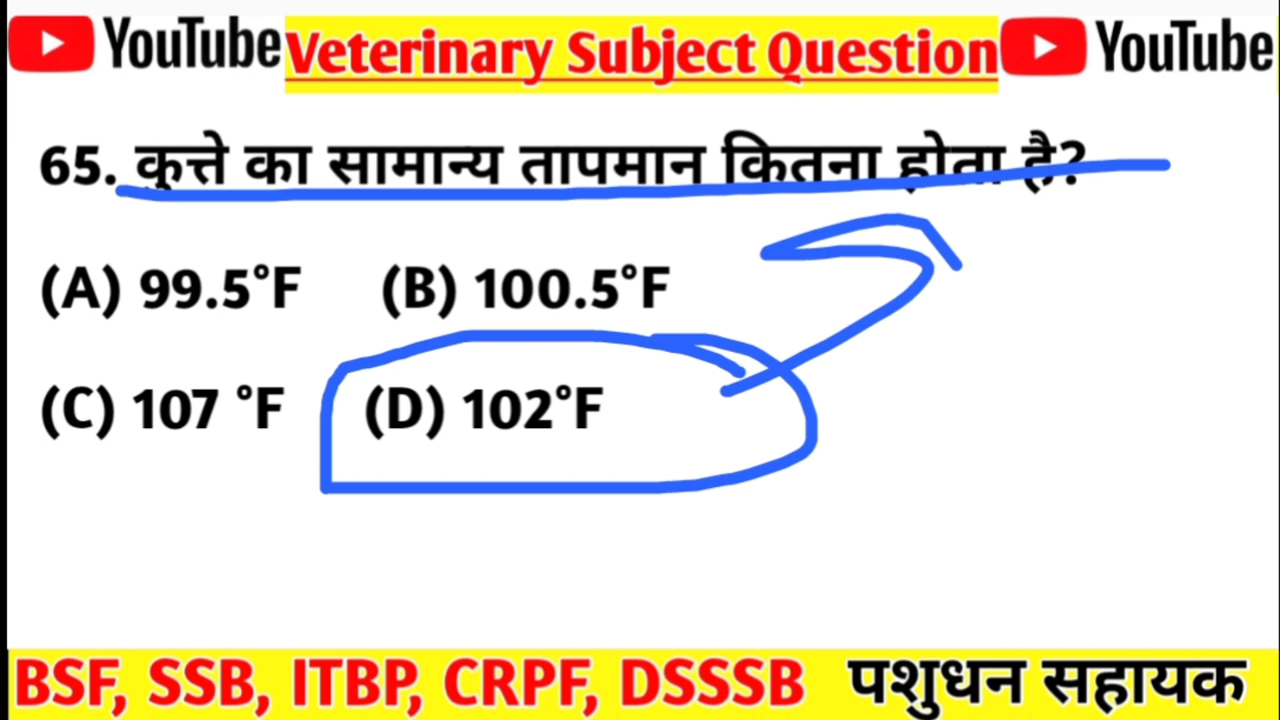 YouTube Veterinary Subject Question YouTube
65. कुत्ते का सामान्य तापमान कितना होता है?
(A) 99.5°F (B) 100.5°F
(C) 107 °F (D) 102°F
BSF, SSB, ITBP, CRPF, DSSSB पशुधन सहायक